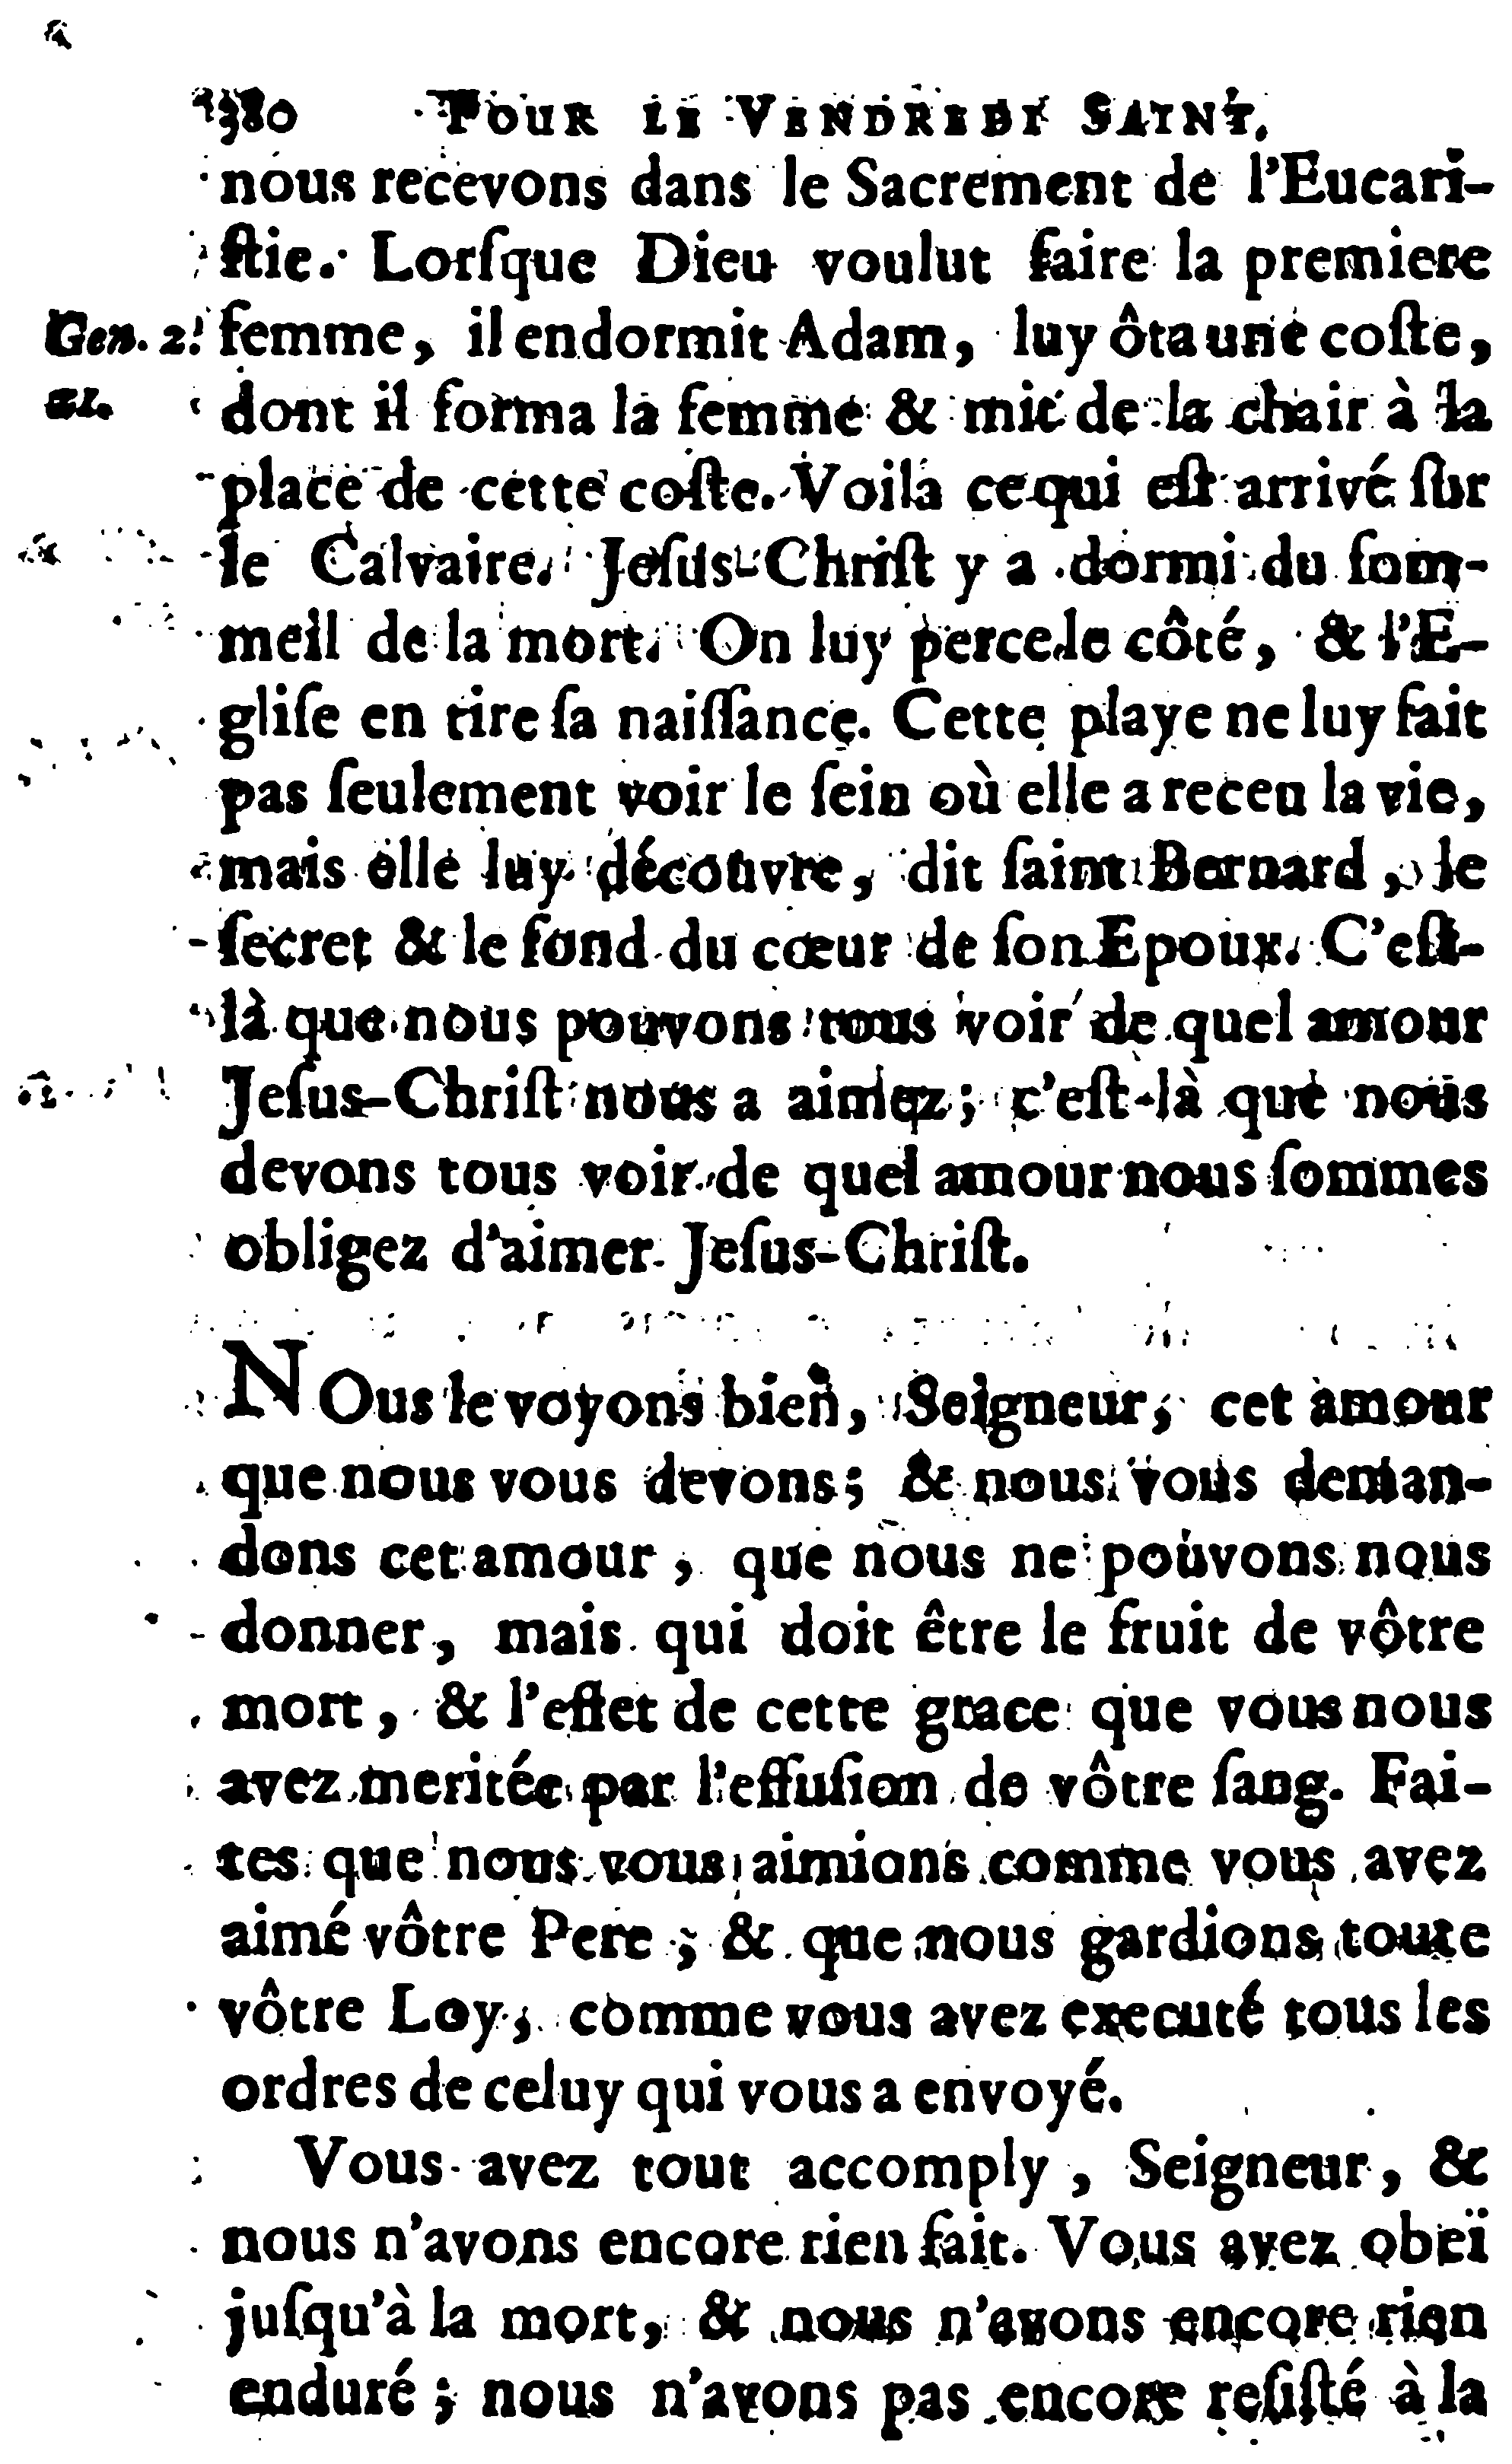 380 POUR LE VENDREDI SAINT.
nous recevons dans le Sacrement de l'Eucari-
ſtie. Lorſque Dieu voulut faire la premiere
Gen. 2. femme, il endormit Adam, luy ôta une coſte,
21. dont il forma la femme & mit de la chair à la
place de cette coſte. Voila ce qui eſt arrivé ſur
le Calvaire. Jeſus-Chriſt y a dormi du ſom-
meil de la mort. On luy perce le côté, & l'E-
gliſe en tire ſa naiſſance. Cette playe ne luy fait
pas ſeulement voir le ſein où elle a receu la vie,
mais elle luy découvre, dit ſaint Bernard, le
ſecret & le fond du cœur de ſon Epoux. C'eſt-
là que nous pouvons tous voir de quel amour
Jeſus-Chriſt nous a aimez; c'eſt-là que nous
devons tous voir de quel amour nous ſommes
obligez d'aimer Jeſus-Chriſt.
NOus le voyons bien, Seigneur, cet amour
que nous vous devons; & nous vous deman-
dons cet amour, que nous ne pouvons nous
donner, mais qui doit être le fruit de vôtre
mort, & l'effet de cette grace que vous nous
avez meritée par l'effuſion de vôtre ſang. Fai-
tes que nous vous aimions comme vous avez
aimé vôtre Pere; & que nous gardions toute
vôtre Loy, comme vous avez executé tous les
ordres de celuy qui vous a envoyé.
Vous avez tout accomply, Seigneur, &
nous n'avons encore rien fait. Vous avez obeï
juſqu'à la mort, & nous n'avons encore rien
enduré; nous n'avons pas encore reſiſté à la